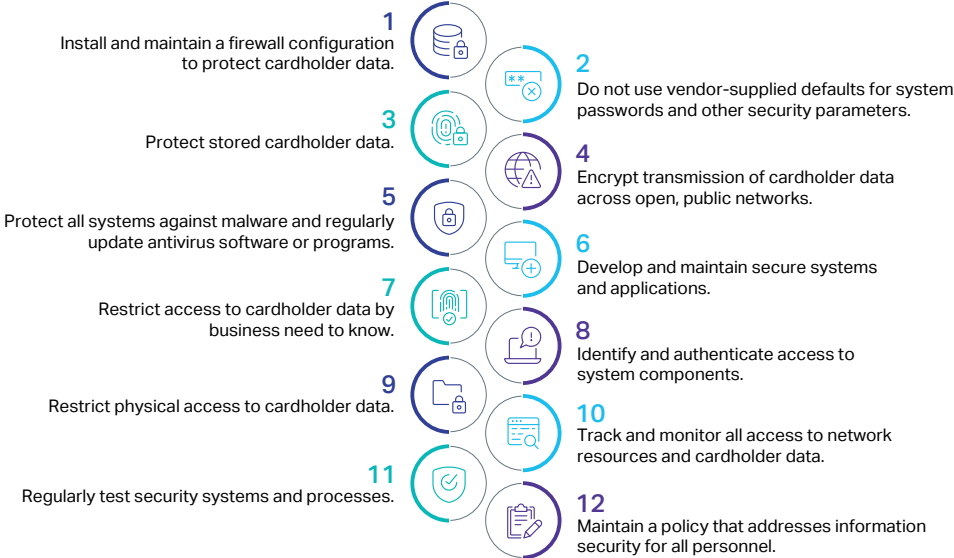 1
Install and maintain a firewall configuration
to protect cardholder data.
2
Do not use vendor-supplied defaults for system
passwords and other security parameters.
3
Protect stored cardholder data.
4
Encrypt transmission of cardholder data
across open, public networks.
5
Protect all systems against malware and regularly
update antivirus software or programs.
6
Develop and maintain secure systems
and applications.
7
Restrict access to cardholder data by
business need to know.
8
Identify and authenticate access to
system components.
9
Restrict physical access to cardholder data.
10
Track and monitor all access to network
resources and cardholder data.
11
Regularly test security systems and processes.
12
Maintain a policy that addresses information
security for all personnel.